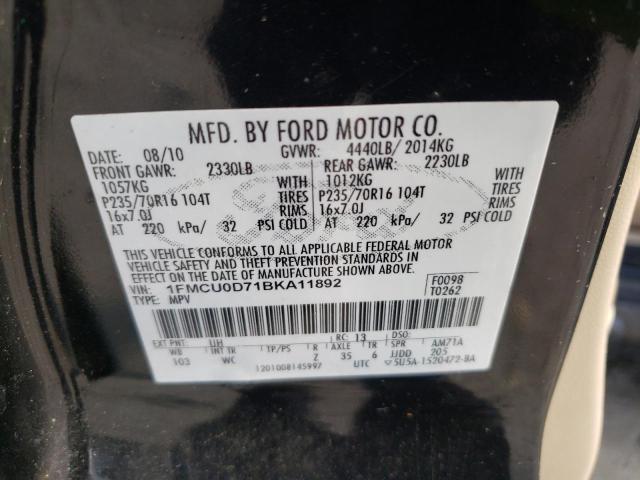 MFD. BY FORD MOTOR CO.
DATE: 08/10 GVWR: 4440LB/ 2014KG
FRONT GAWR: 2330LB REAR GAWR: 2230LB
1057KG WITH 1012KG WITH
P235/70R16 104T TIRES P235/70R16 104T TIRES
16x7.0J RIMS 16x7.0J RIMS
AT 220 kPa/ 32 PSI COLD AT 220 kPa/ 32 PSI COLD
THIS VEHICLE CONFORMS TO ALL APPLICABLE FEDERAL MOTOR
VEHICLE SAFETY AND THEFT PREVENTION STANDARDS IN
EFFECT ON THE DATE OF MANUFACTURE SHOWN ABOVE.
VIN: 1FMCU0D71BKA11892 F0098
TYPE: MPV T0262
EXT PNT: UH RC: 13 DSO:
WB INT TR TP/PS R AXLE TR SPR AM71A
103 WC Z 35 6 JJDD 205
1201008145997 UTC 5U5A-1520472-BA